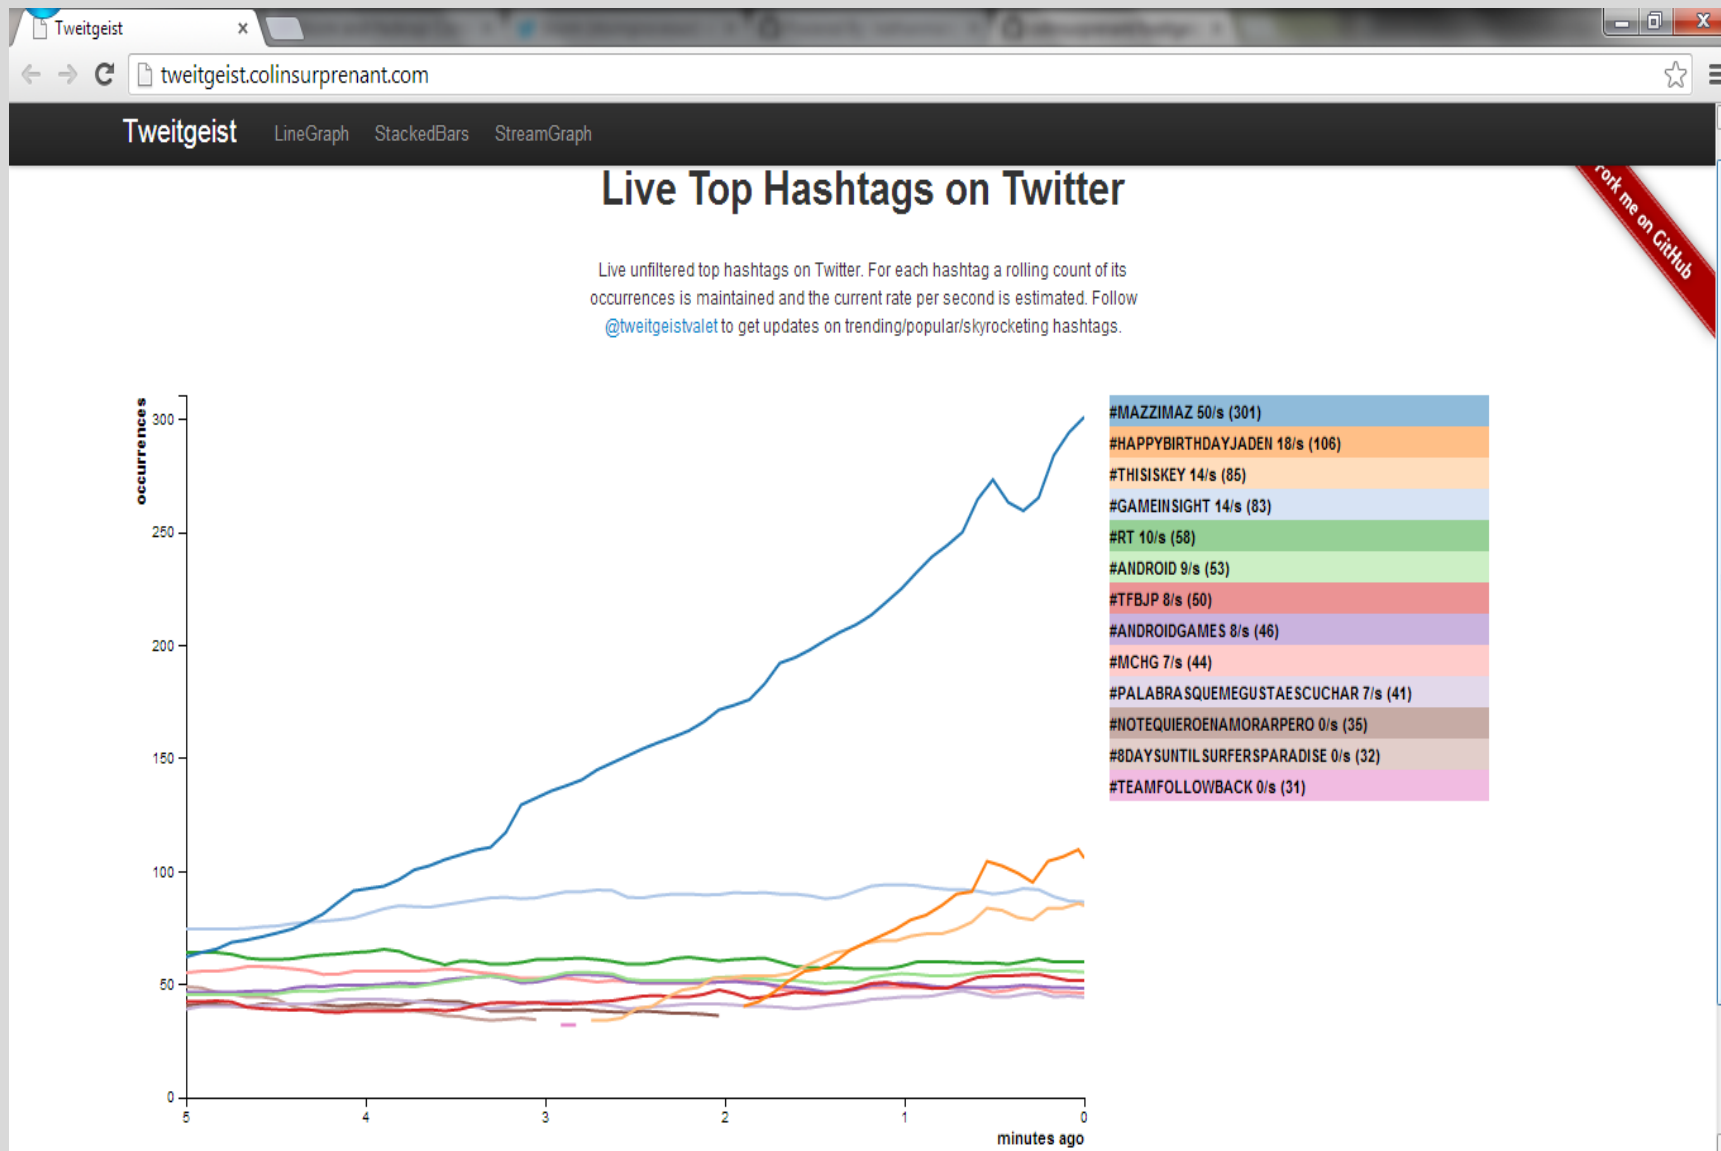 Tweitgeist
tweitgeist.colinsurprenant.com
Tweitgeist LineGraph StackedBars StreamGraph
Live Top Hashtags on Twitter
Fork me on GitHub
Live unfiltered top hashtags on Twitter. For each hashtag a rolling count of its
occurrences is maintained and the current rate per second is estimated. Follow
@tweitgeistvalet to get updates on trending/popular/skyrocketing hashtags.
occurrences
300
250
200
150
100
50
0
5 4 3 2 1 0
minutes ago
#MAZZIMAZ 50/s (301)
#HAPPYBIRTHDAYJADEN 18/s (106)
#THISISKEY 14/s (85)
#GAMEINSIGHT 14/s (83)
#RT 10/s (58)
#ANDROID 9/s (53)
#TFBJP 8/s (50)
#ANDROIDGAMES 8/s (46)
#MCHG 7/s (44)
#PALABRASQUEMEGUSTAESCUCHAR 7/s (41)
#NOTEQUIEROENAMORARPERO 0/s (35)
#8DAYSUNTILSURFERSPARADISE 0/s (32)
#TEAMFOLLOWBACK 0/s (31)